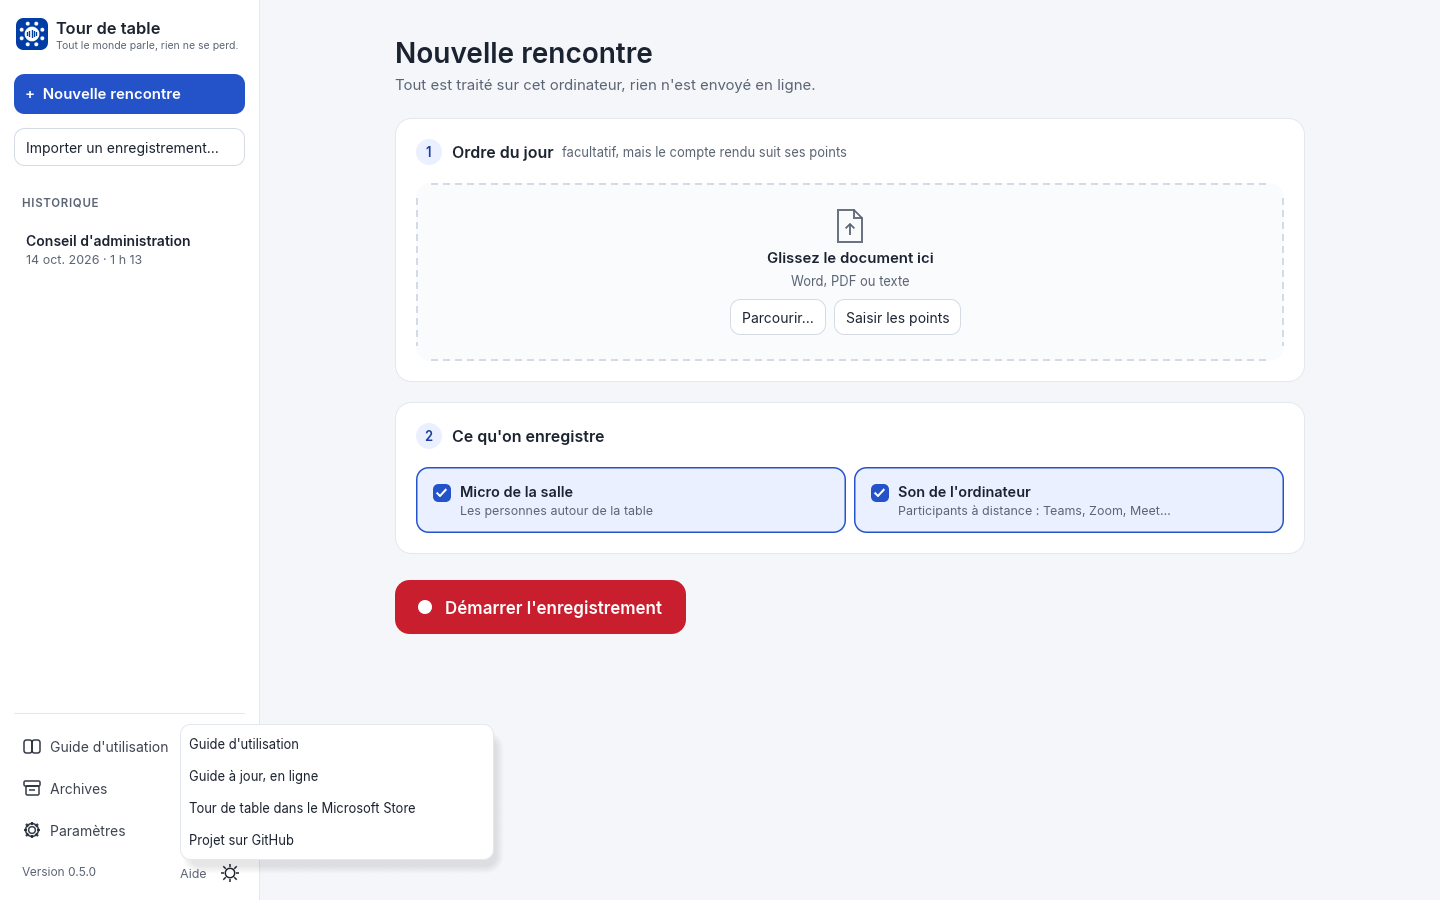 Tour de table
Tout le monde parle, rien ne se perd.
+ Nouvelle rencontre
Importer un enregistrement...
HISTORIQUE
Conseil d'administration
14 oct. 2026 · 1 h 13
Guide d'utilisation
Archives
Paramètres
Version 0.5.0
Aide
Guide d'utilisation
Guide à jour, en ligne
Tour de table dans le Microsoft Store
Projet sur GitHub
Nouvelle rencontre
Tout est traité sur cet ordinateur, rien n'est envoyé en ligne.
1 Ordre du jour facultatif, mais le compte rendu suit ses points
Glissez le document ici
Word, PDF ou texte
Parcourir... Saisir les points
2 Ce qu'on enregistre
Micro de la salle
Les personnes autour de la table
Son de l'ordinateur
Participants à distance : Teams, Zoom, Meet...
Démarrer l'enregistrement